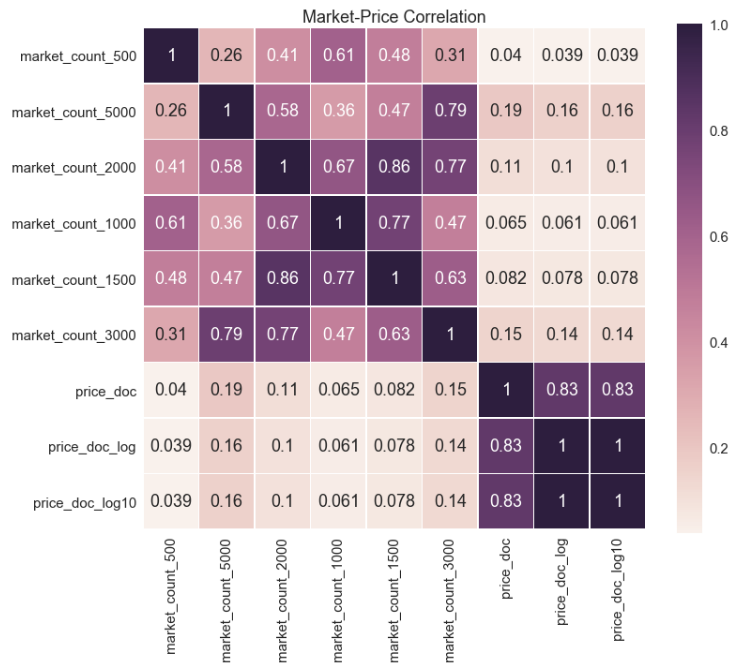 Market-Price Correlation
market_count_500 1 0.26 0.41 0.61 0.48 0.31 0.04 0.039 0.039
market_count_5000 0.26 1 0.58 0.36 0.47 0.79 0.19 0.16 0.16
market_count_2000 0.41 0.58 1 0.67 0.86 0.77 0.11 0.1 0.1
market_count_1000 0.61 0.36 0.67 1 0.77 0.47 0.065 0.061 0.061
market_count_1500 0.48 0.47 0.86 0.77 1 0.63 0.082 0.078 0.078
market_count_3000 0.31 0.79 0.77 0.47 0.63 1 0.15 0.14 0.14
price_doc 0.04 0.19 0.11 0.065 0.082 0.15 1 0.83 0.83
price_doc_log 0.039 0.16 0.1 0.061 0.078 0.14 0.83 1 1
price_doc_log10 0.039 0.16 0.1 0.061 0.078 0.14 0.83 1 1
market_count_500
market_count_5000
market_count_2000
market_count_1000
market_count_1500
market_count_3000
price_doc
price_doc_log
price_doc_log10
1.0
0.8
0.6
0.4
0.2